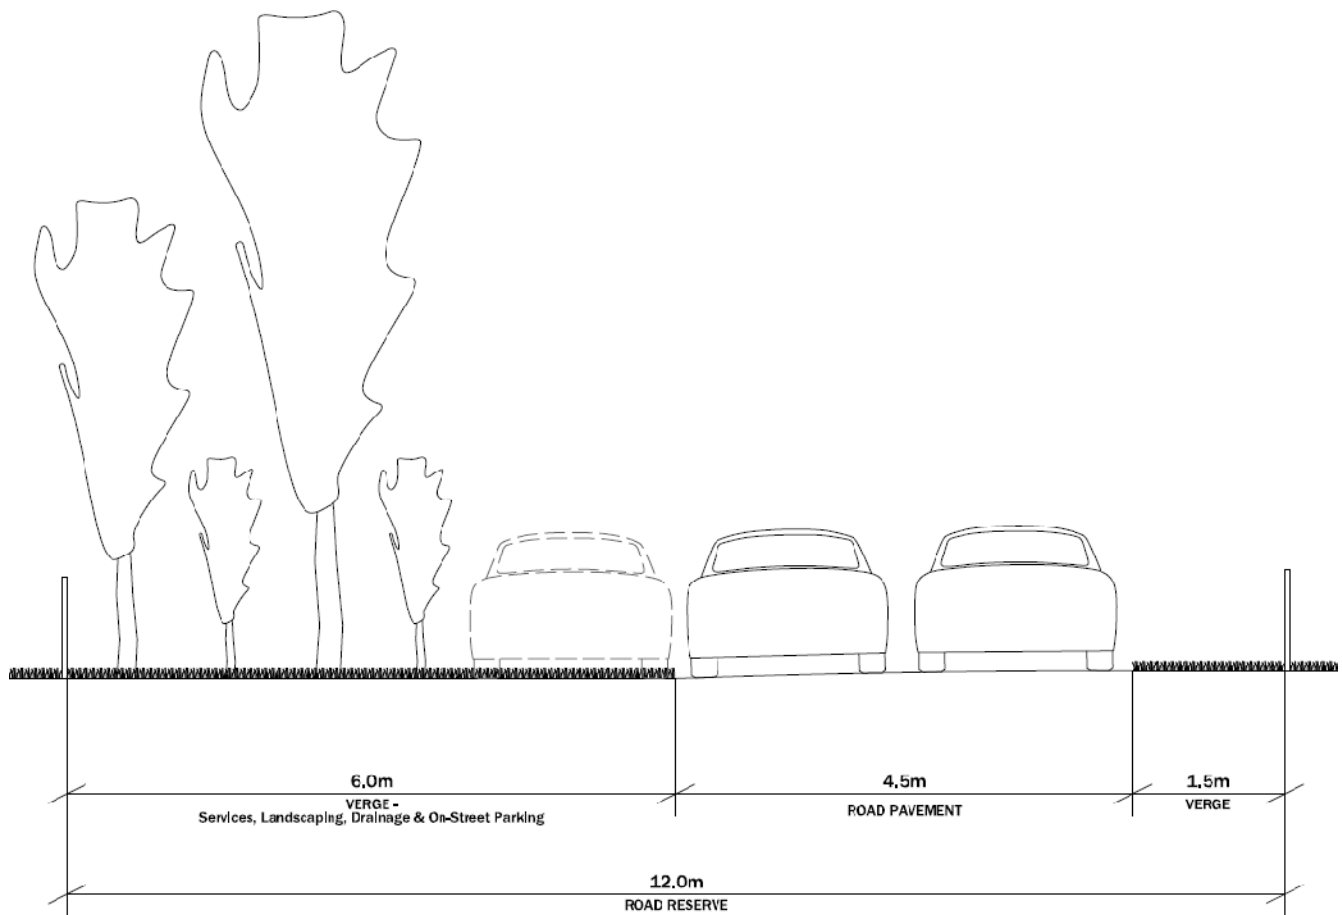 6.0m
VERGE -
Services, Landscaping, Drainage & On-Street Parking
4.5m
ROAD PAVEMENT
1.5m
VERGE
12.0m
ROAD RESERVE